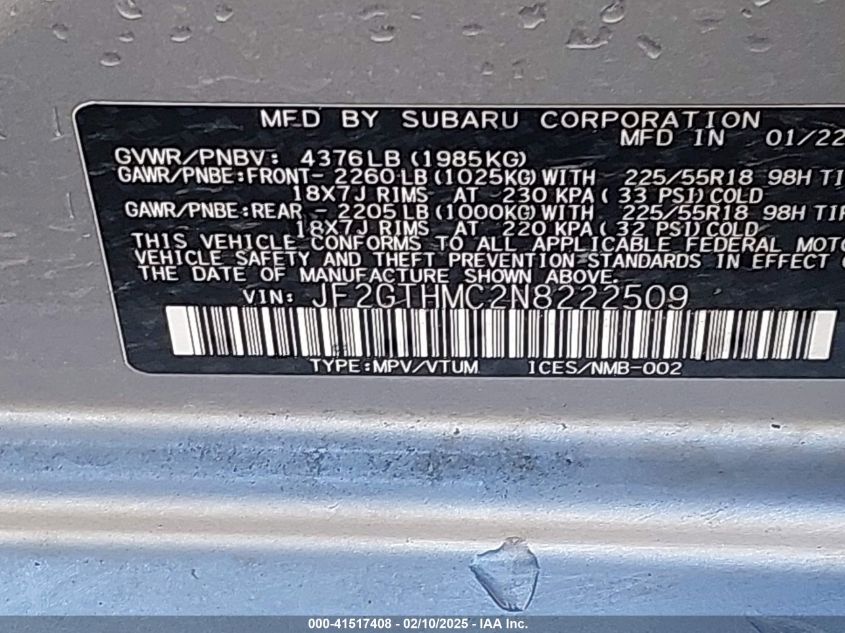 MFD BY SUBARU CORPORATION
MFD IN 01/22
GVWR/PNBV: 4376LB (1985KG)
GAWR/PNBE:FRONT- 2260 LB (1025KG) WITH 225/55R18 98H
18X7J RIMS AT 230 KPA ( 33 PSI) COLD
GAWR/PNBE:REAR - 2205 LB (1000KG) WITH 225/55R18 98H
18X7J RIMS AT 220 KPA ( 32 PSI) COLD
THIS VEHICLE CONFORMS TO ALL APPLICABLE FEDERAL
VEHICLE SAFETY AND THEFT PREVENTION STANDARDS IN EFFECT
THE DATE OF MANUFACTURE SHOWN ABOVE.
VIN: JF2GTHMC2N8222509
TYPE:MPV/VTUM ICES/NMB-002
000-41517408 - 02/10/2025 - IAA Inc.